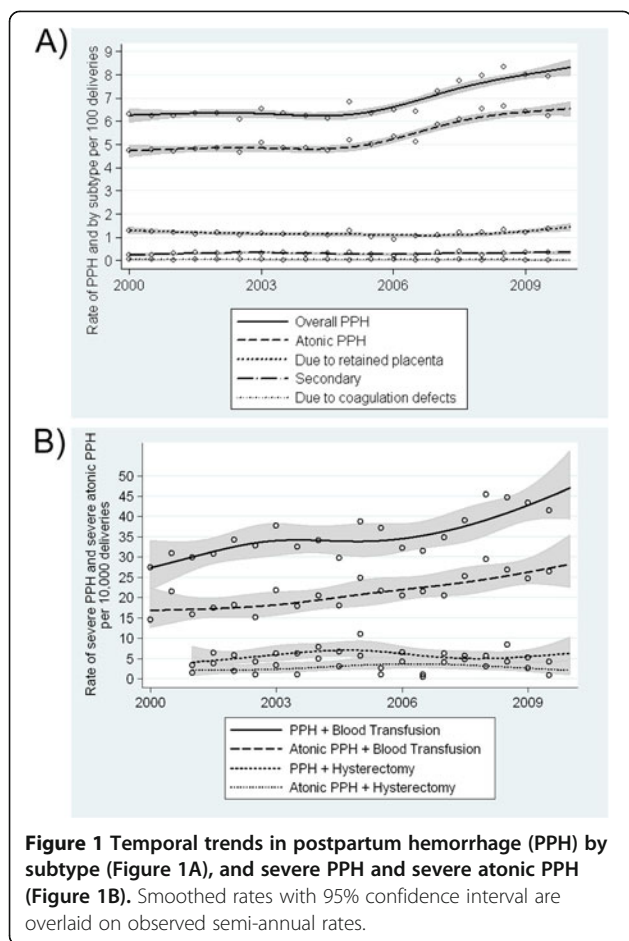 A)
Rate of PPH and by subtype per 100 deliveries
9
8
7
6
5
4
3
2
1
0
2000 2003 2006 2009
Overall PPH
Atonic PPH
Due to retained placenta
Secondary
Due to coagulation defects
B)
Rate of severe PPH and severe atonic PPH
per 10,000 deliveries
50
45
40
35
30
25
20
15
10
5
0
2000 2003 2006 2009
PPH + Blood Transfusion
Atonic PPH + Blood Transfusion
PPH + Hysterectomy
Atonic PPH + Hysterectomy
Figure 1 Temporal trends in postpartum hemorrhage (PPH) by
subtype (Figure 1A), and severe PPH and severe atonic PPH
(Figure 1B). Smoothed rates with 95% confidence interval are
overlaid on observed semi-annual rates.